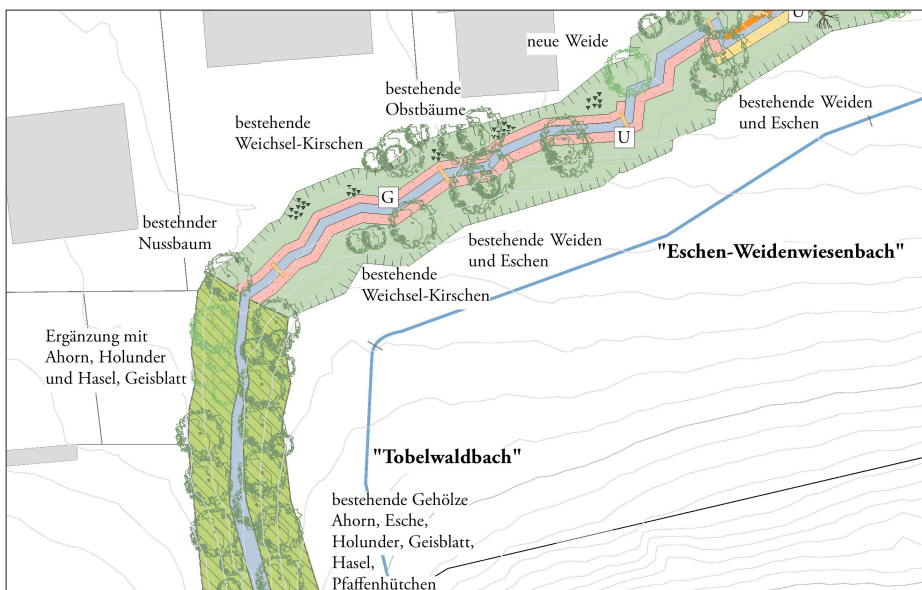 U
neue Weide
bestehende
Obstbäume
bestehende Weiden
und Eschen
bestehende
Weichsel-Kirschen
U
G
bestehnder
Nussbaum
bestehende Weiden
und Eschen
"Eschen-Weidenwiesenbach"
bestehende
Weichsel-Kirschen
Ergänzung mit
Ahorn, Holunder
und Hasel, Geisblatt
"Tobelwaldbach"
bestehende Gehölze
Ahorn, Esche,
Holunder, Geisblatt,
Hasel,
Pfaffenhütchen